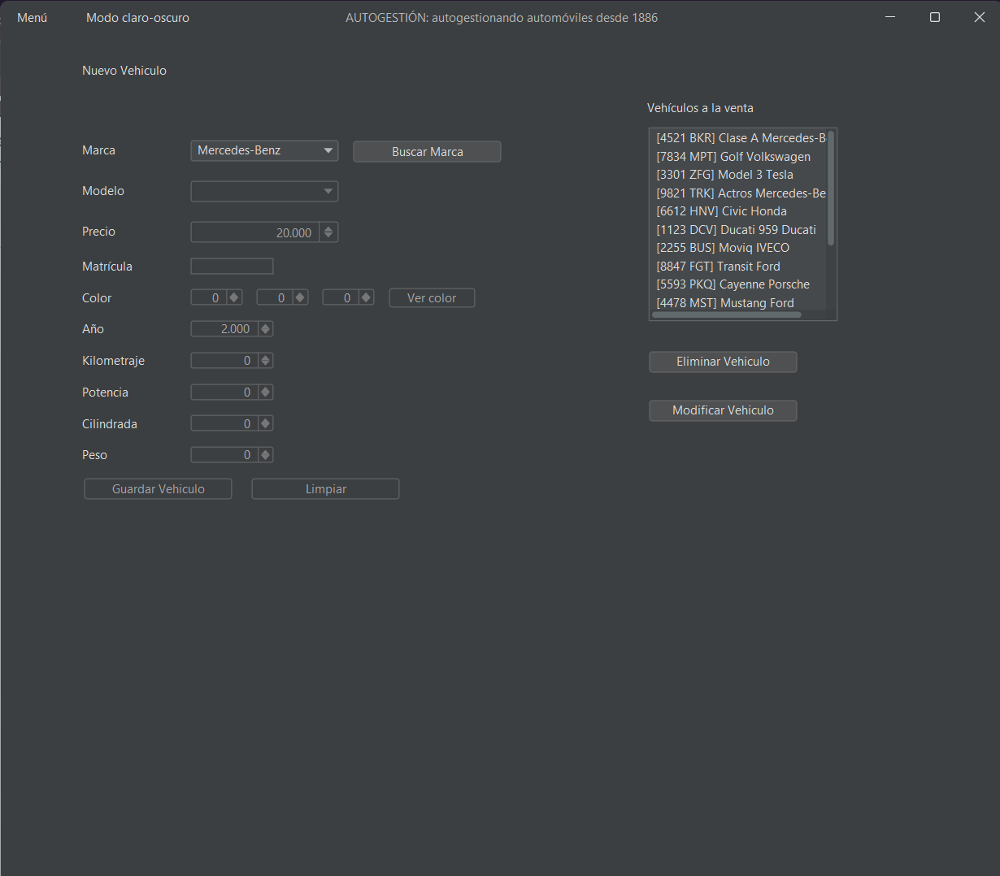 Menú Modo claro-oscuro AUTOGESTIÓN: autogestionando automóviles desde 1886
Nuevo Vehiculo
Marca Mercedes-Benz Buscar Marca
Modelo
Precio 20.000
Matrícula
Color 0 0 0 Ver color
Año 2.000
Kilometraje 0
Potencia 0
Cilindrada 0
Peso 0
Guardar Vehiculo Limpiar
Vehículos a la venta
[4521 BKR] Clase A Mercedes-B
[7834 MPT] Golf Volkswagen
[3301 ZFG] Model 3 Tesla
[9821 TRK] Actros Mercedes-Be
[6612 HNV] Civic Honda
[1123 DCV] Ducati 959 Ducati
[2255 BUS] Moviq IVECO
[8847 FGT] Transit Ford
[5593 PKQ] Cayenne Porsche
[4478 MST] Mustang Ford
Eliminar Vehiculo
Modificar Vehiculo